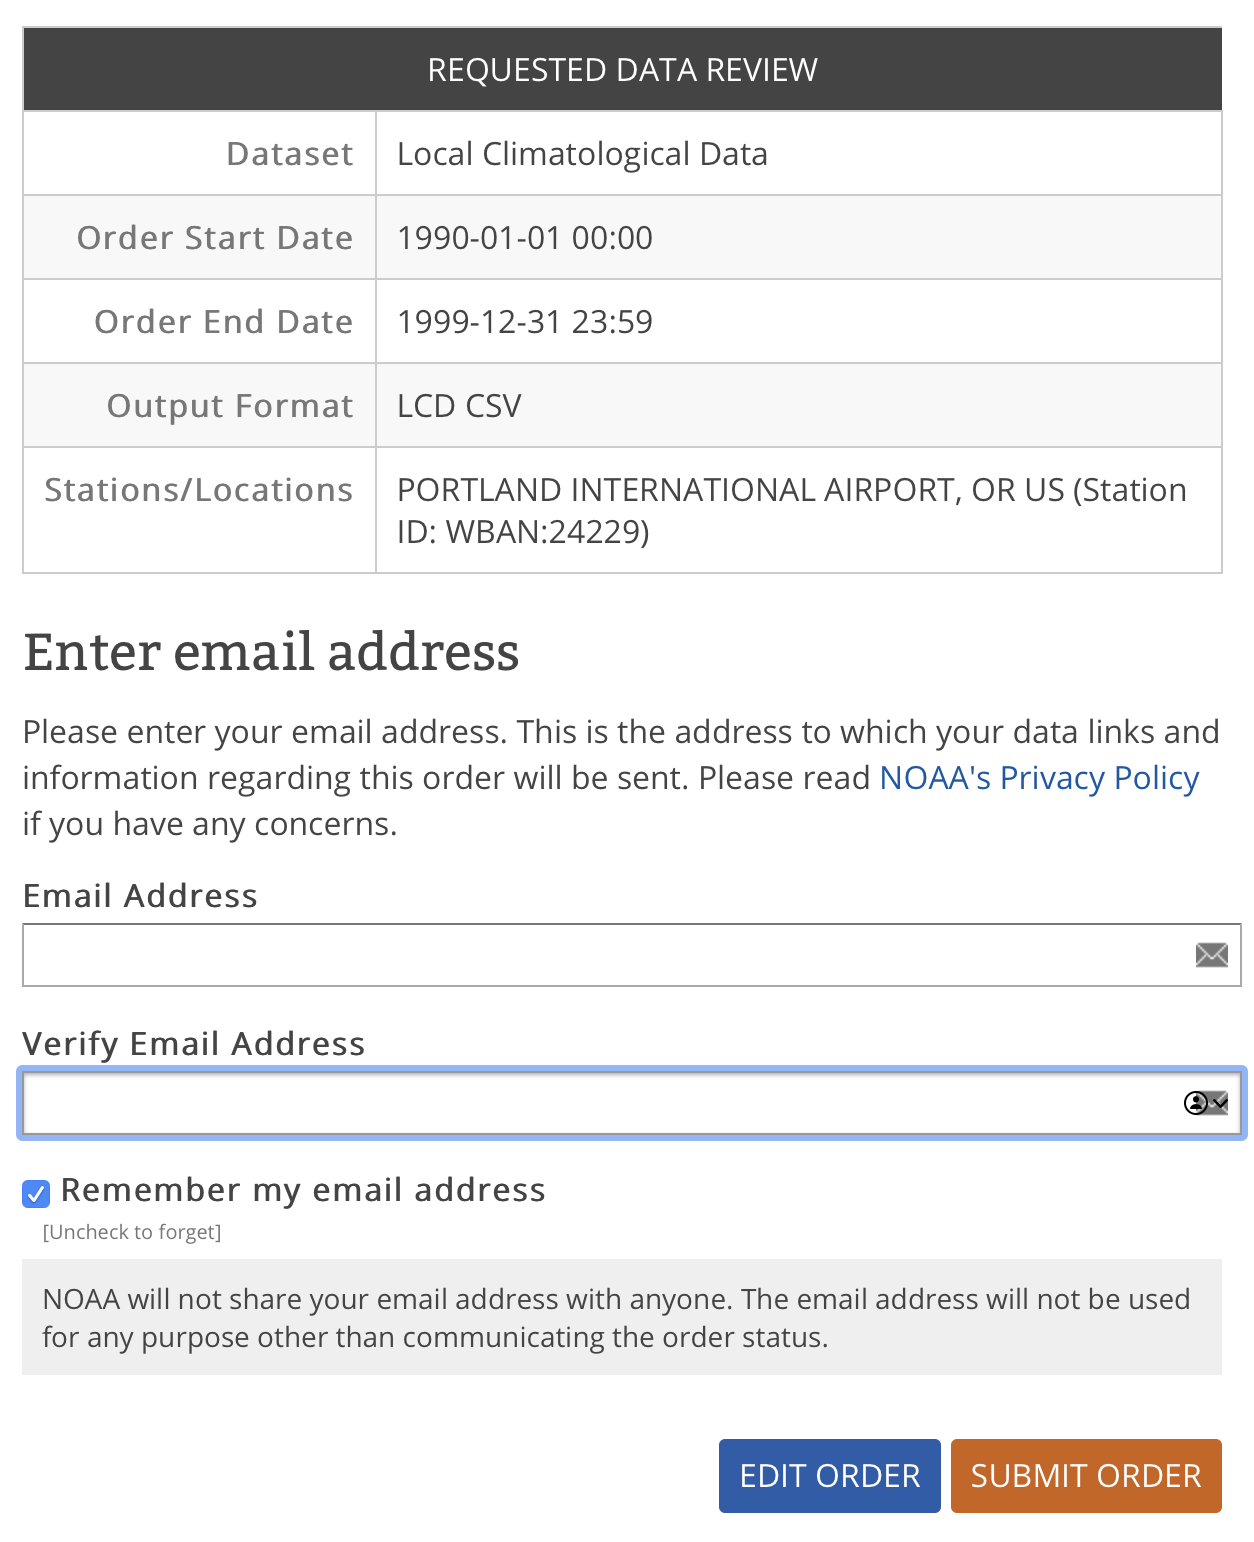 REQUESTED DATA REVIEW
Dataset Local Climatological Data
Order Start Date 1990-01-01 00:00
Order End Date 1999-12-31 23:59
Output Format LCD CSV
Stations/Locations PORTLAND INTERNATIONAL AIRPORT, OR US (Station
ID: WBAN:24229)
Enter email address
Please enter your email address. This is the address to which your data links and
information regarding this order will be sent. Please read NOAA's Privacy Policy
if you have any concerns.
Email Address
Verify Email Address
Remember my email address
[Uncheck to forget]
NOAA will not share your email address with anyone. The email address will not be used
for any purpose other than communicating the order status.
EDIT ORDER SUBMIT ORDER